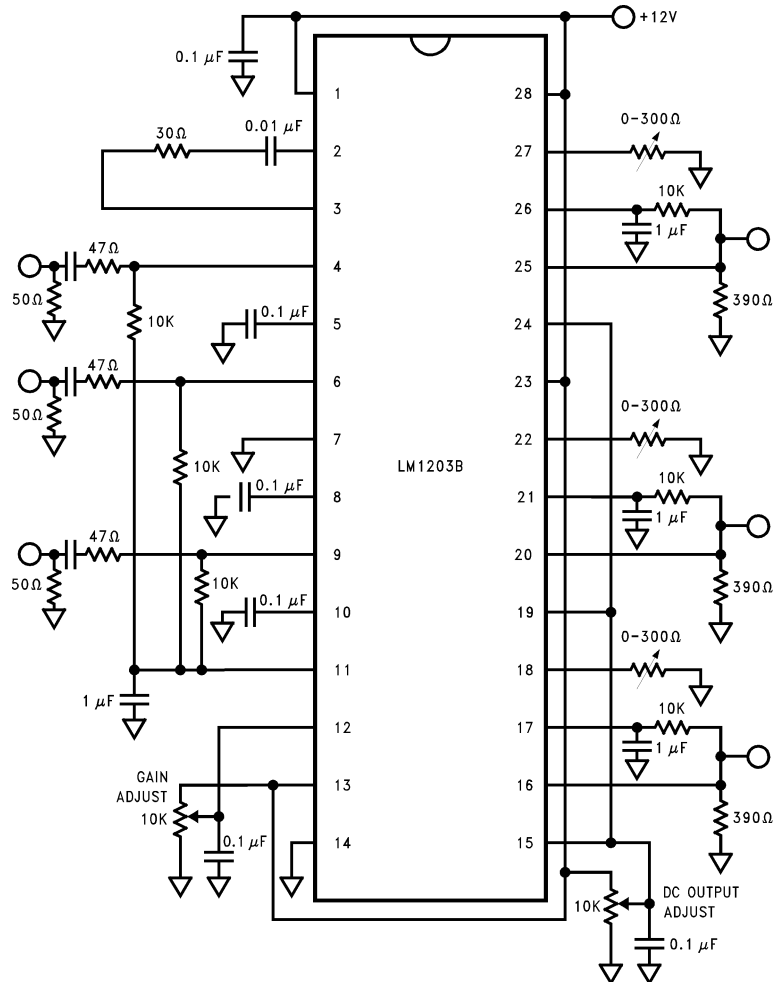 +12V
0.1 μF
1
28
0-300Ω
30Ω
0.01 μF
2
27
10K
3
26
1 μF
47Ω
4
25
50Ω
10K
390Ω
0.1 μF
5
24
47Ω
6
23
50Ω
0-300Ω
7
22
LM1203B
10K
10K
0.1 μF
8
21
1 μF
47Ω
9
20
50Ω
10K
390Ω
0.1 μF
10
19
0-300Ω
11
18
1 μF
10K
12
17
1 μF
GAIN
ADJUST
10K
13
16
390Ω
0.1 μF
14
15
10K
DC OUTPUT
ADJUST
0.1 μF